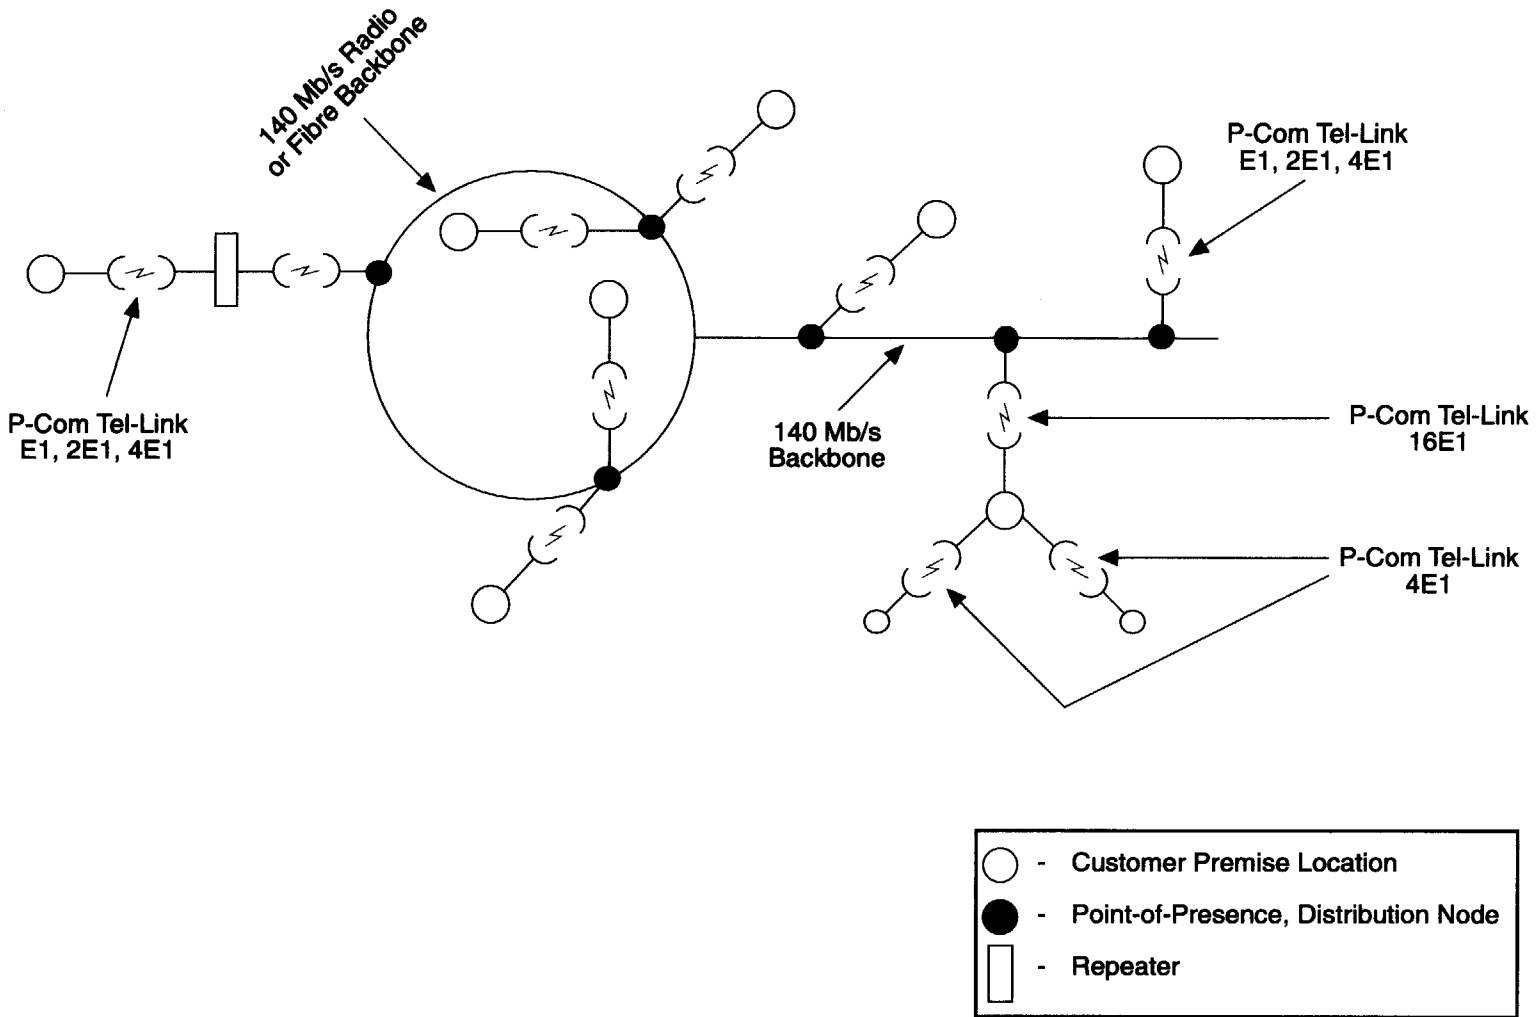 140 Mb/s Radio
or Fibre Backbone
P-Com Tel-Link
E1, 2E1, 4E1
P-Com Tel-Link
E1, 2E1, 4E1
140 Mb/s
Backbone
P-Com Tel-Link
16E1
P-Com Tel-Link
4E1
- Customer Premise Location
- Point-of-Presence, Distribution Node
- Repeater